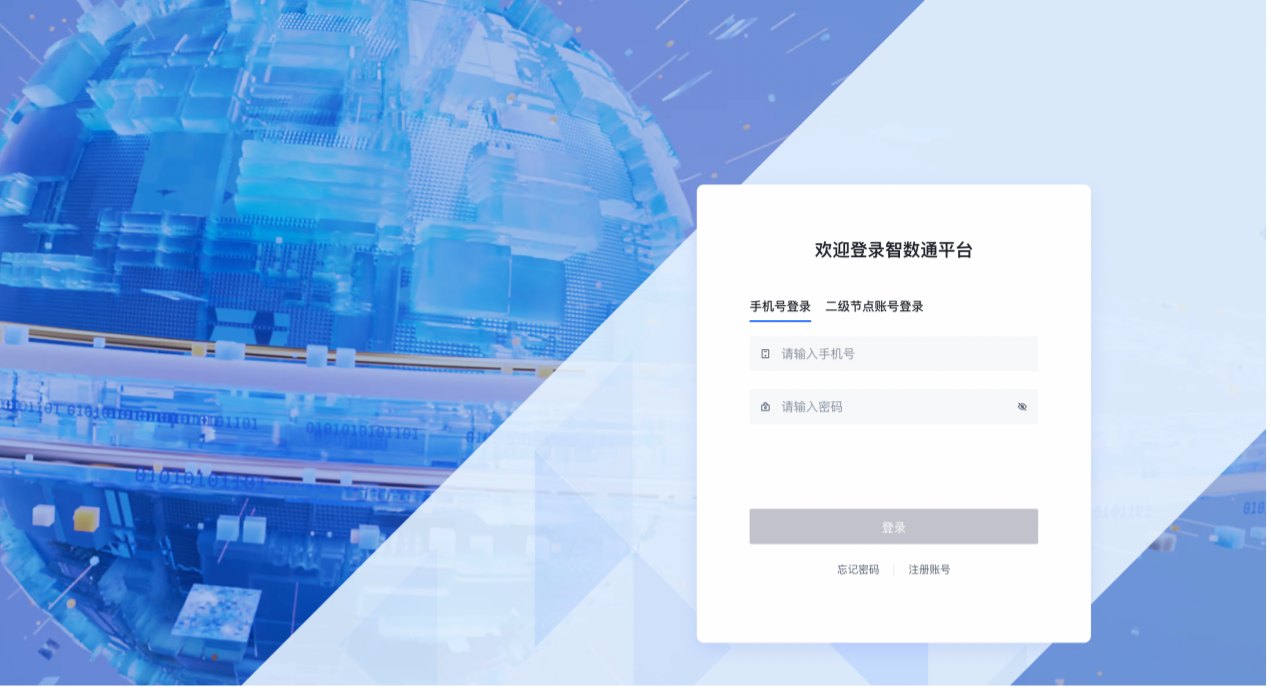 欢迎登录智数通平台
手机号登录 二级节点账号登录
请输入手机号
请输入密码
登录
忘记密码 注册账号
0101010101101